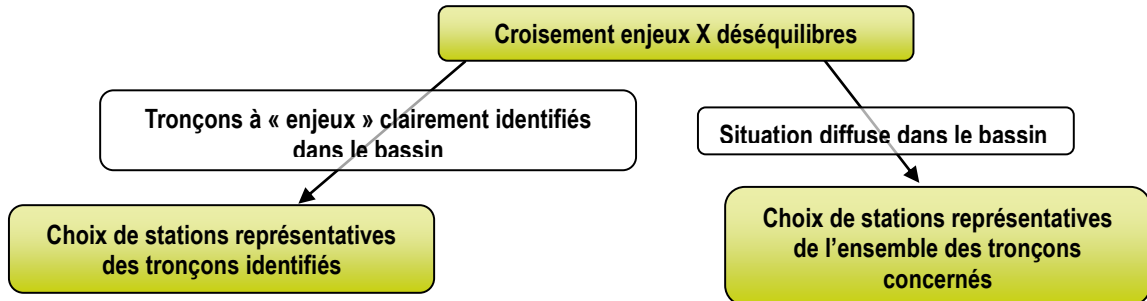 Croisement enjeux X déséquilibres
Tronçons à « enjeux » clairement identifiés
dans le bassin
Situation diffuse dans le bassin
Choix de stations représentatives
des tronçons identifiés
Choix de stations représentatives
de l’ensemble des tronçons
concernés